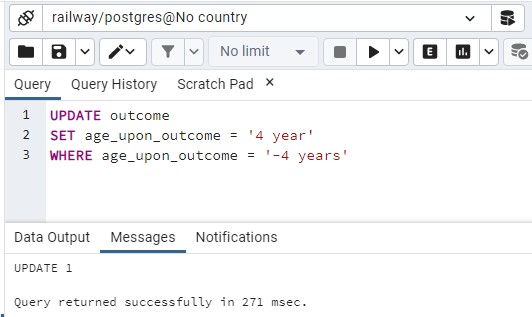 railway/postgres@No country
No limit
E
Query Query History Scratch Pad ×
1 UPDATE outcome
2 SET age_upon_outcome = '4 year'
3 WHERE age_upon_outcome = '-4 years'
Data Output Messages Notifications
UPDATE 1
Query returned successfully in 271 msec.